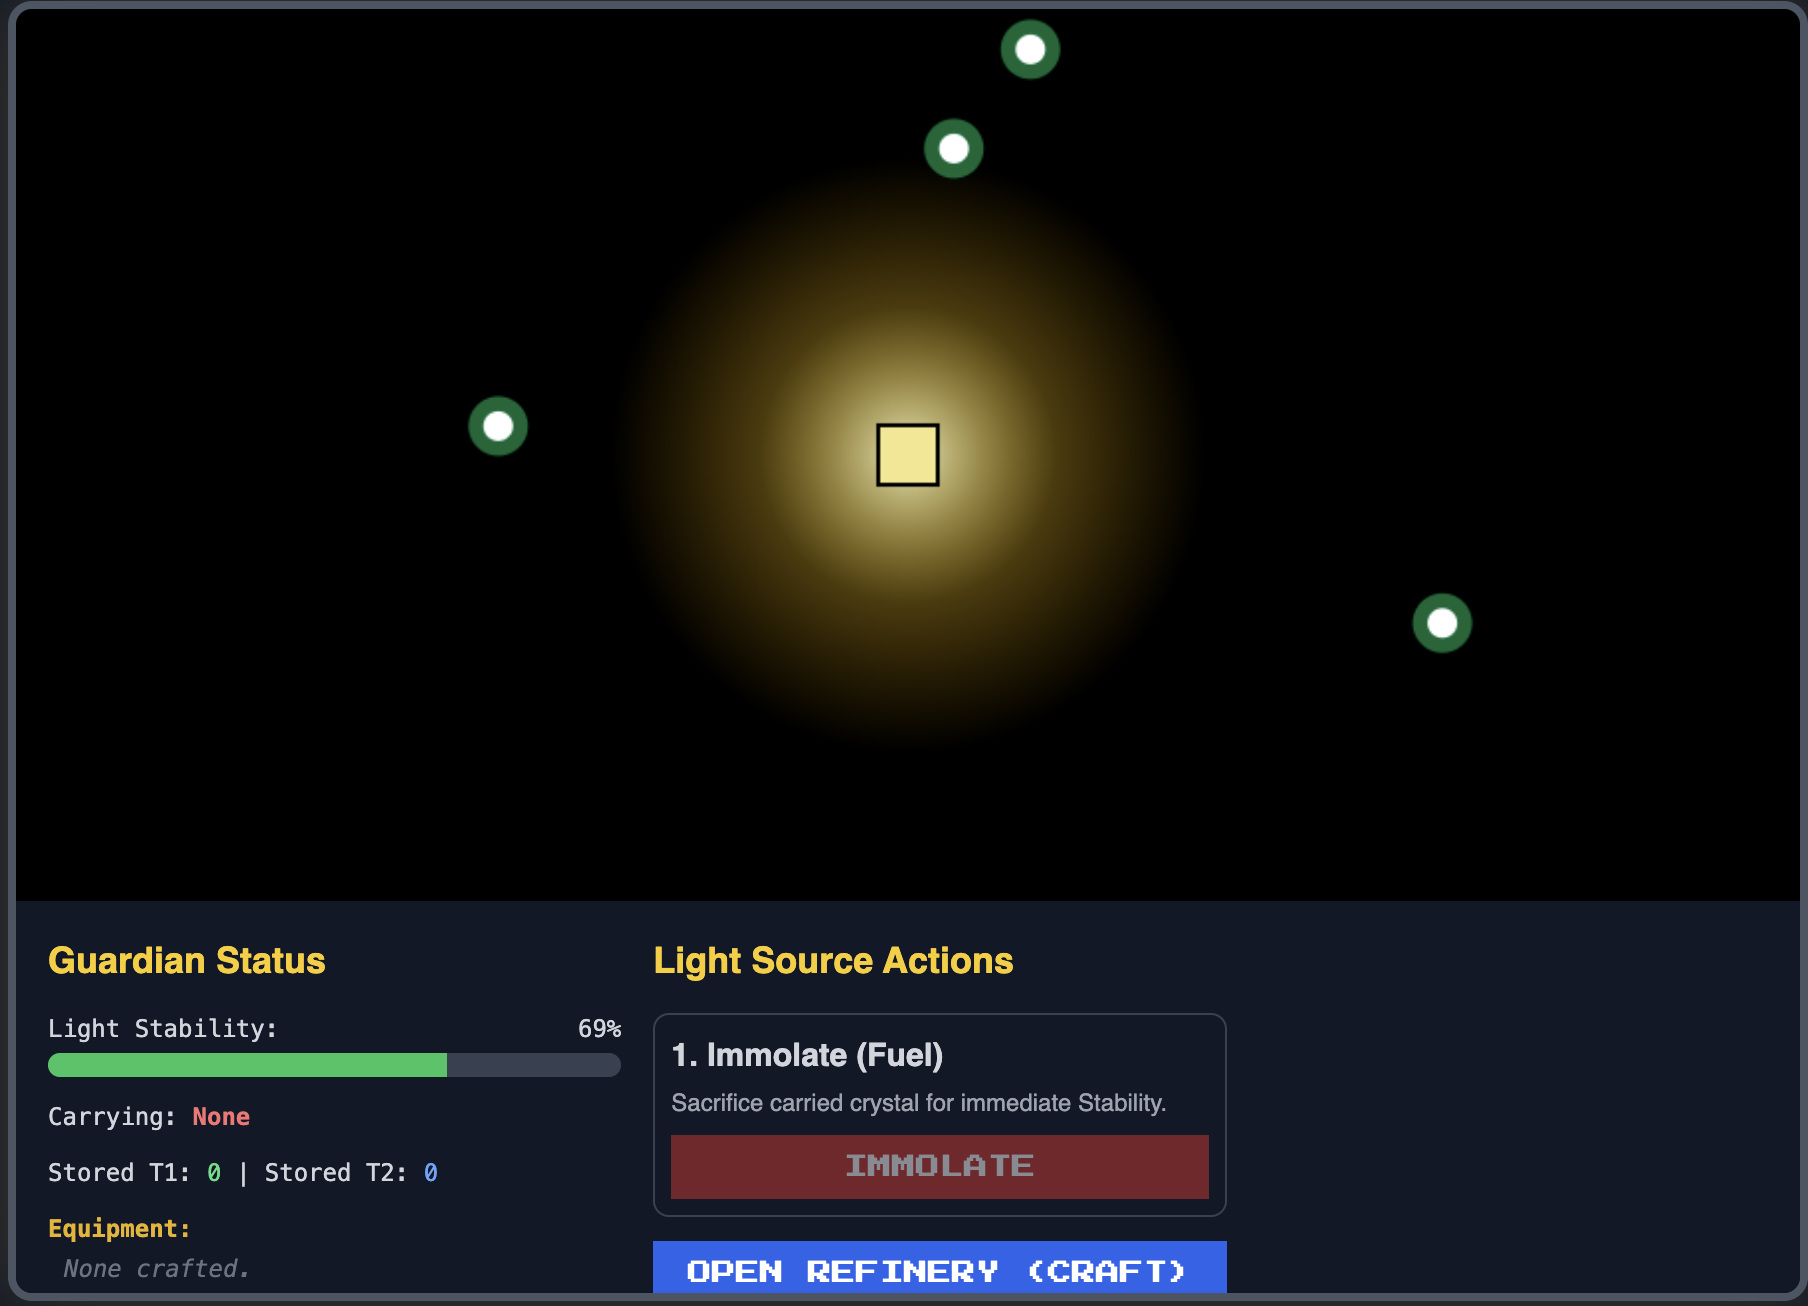 Guardian Status
Light Stability: 69%
Carrying: None
Stored T1: 0 | Stored T2: 0
Equipment:
None crafted.
Light Source Actions
1. Immolate (Fuel)
Sacrifice carried crystal for immediate Stability.
IMMOLATE
OPEN REFINERY (CRAFT)